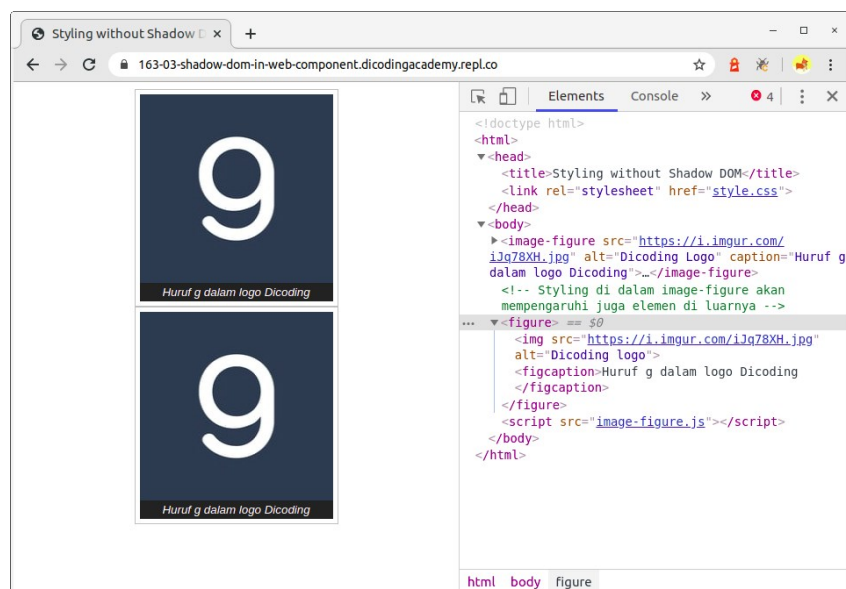 Styling without Shadow D
163-03-shadow-dom-in-web-component.dicodingacademy.repl.co
g
Huruf g dalam logo Dicoding
g
Huruf g dalam logo Dicoding
Elements Console » 4
<!doctype html>
<html>
<head>
<title>Styling without Shadow DOM</title>
<link rel="stylesheet" href="style.css">
</head>
<body>
<image-figure src="https://i.imgur.com/
iJq78XH.jpg" alt="Dicoding Logo" caption="Huruf g
dalam logo Dicoding">…</image-figure>
<!-- Styling di dalam image-figure akan
mempengaruhi juga elemen di luarnya -->
<figure> == $0
<img src="https://i.imgur.com/iJq78XH.jpg"
alt="Dicoding logo">
<figcaption>Huruf g dalam logo Dicoding
</figcaption>
</figure>
<script src="image-figure.js"></script>
</body>
</html>
html body figure